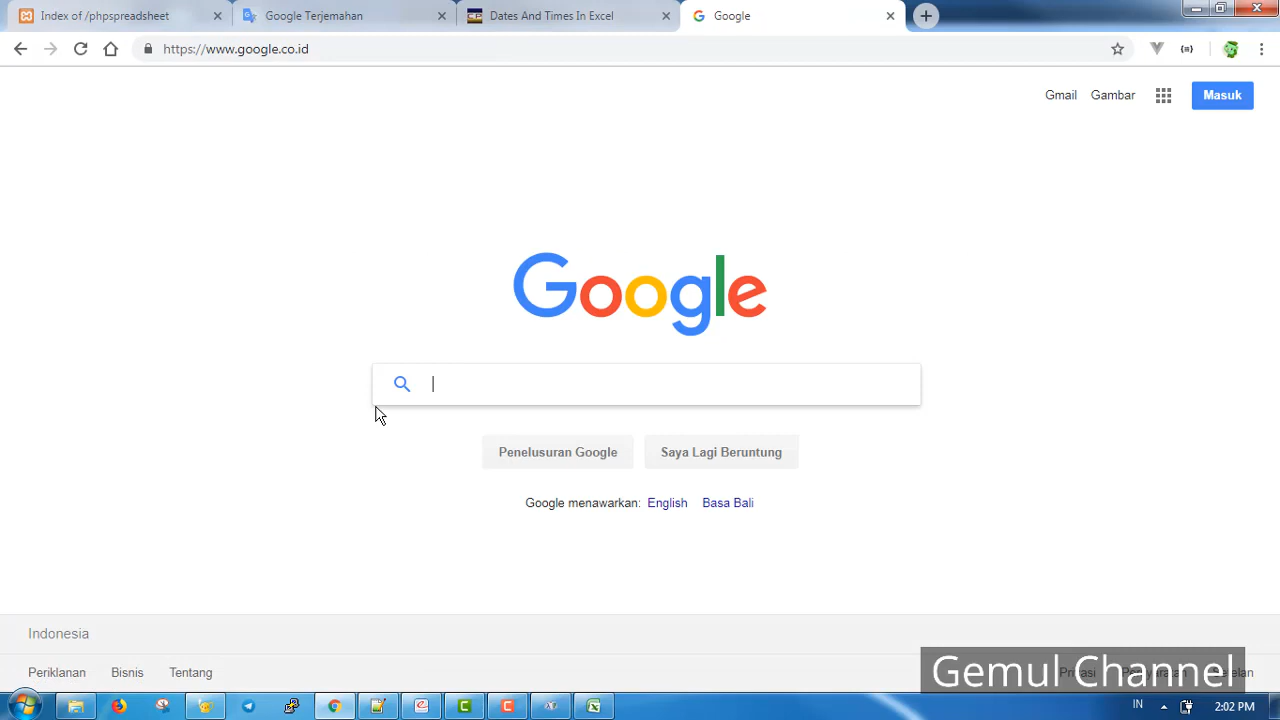 Index of /phpspreadsheet
Google Terjemahan
Dates And Times In Excel
Google
https://www.google.co.id
Gmail
Gambar
Masuk
Google
Penelusuran Google
Saya Lagi Beruntung
Google menawarkan: English Basa Bali
Indonesia
Periklanan
Bisnis
Tentang
Gemul Channel
IN
2:02 PM